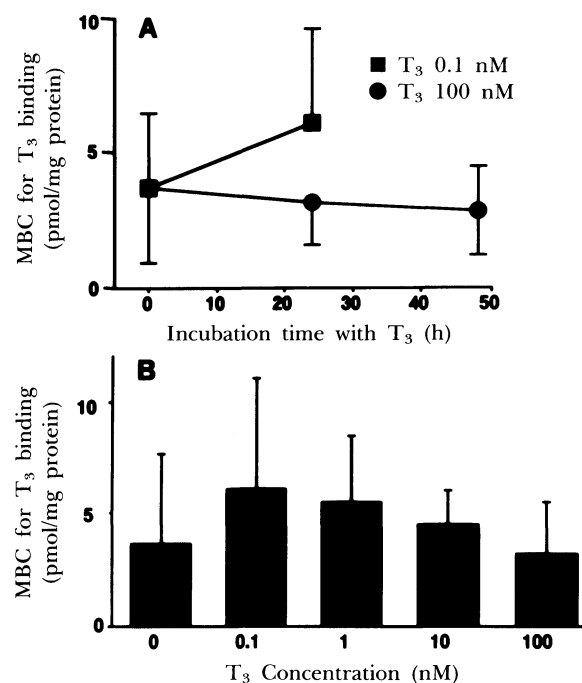 A
10
5
0
MBC for T₃ binding
(pmol/mg protein)
■ T₃ 0.1 nM
● T₃ 100 nM
0 10 20 30 40 50
Incubation time with T₃ (h)
B
10
5
0
MBC for T₃ binding
(pmol/mg protein)
0 0.1 1 10 100
T₃ Concentration (nM)